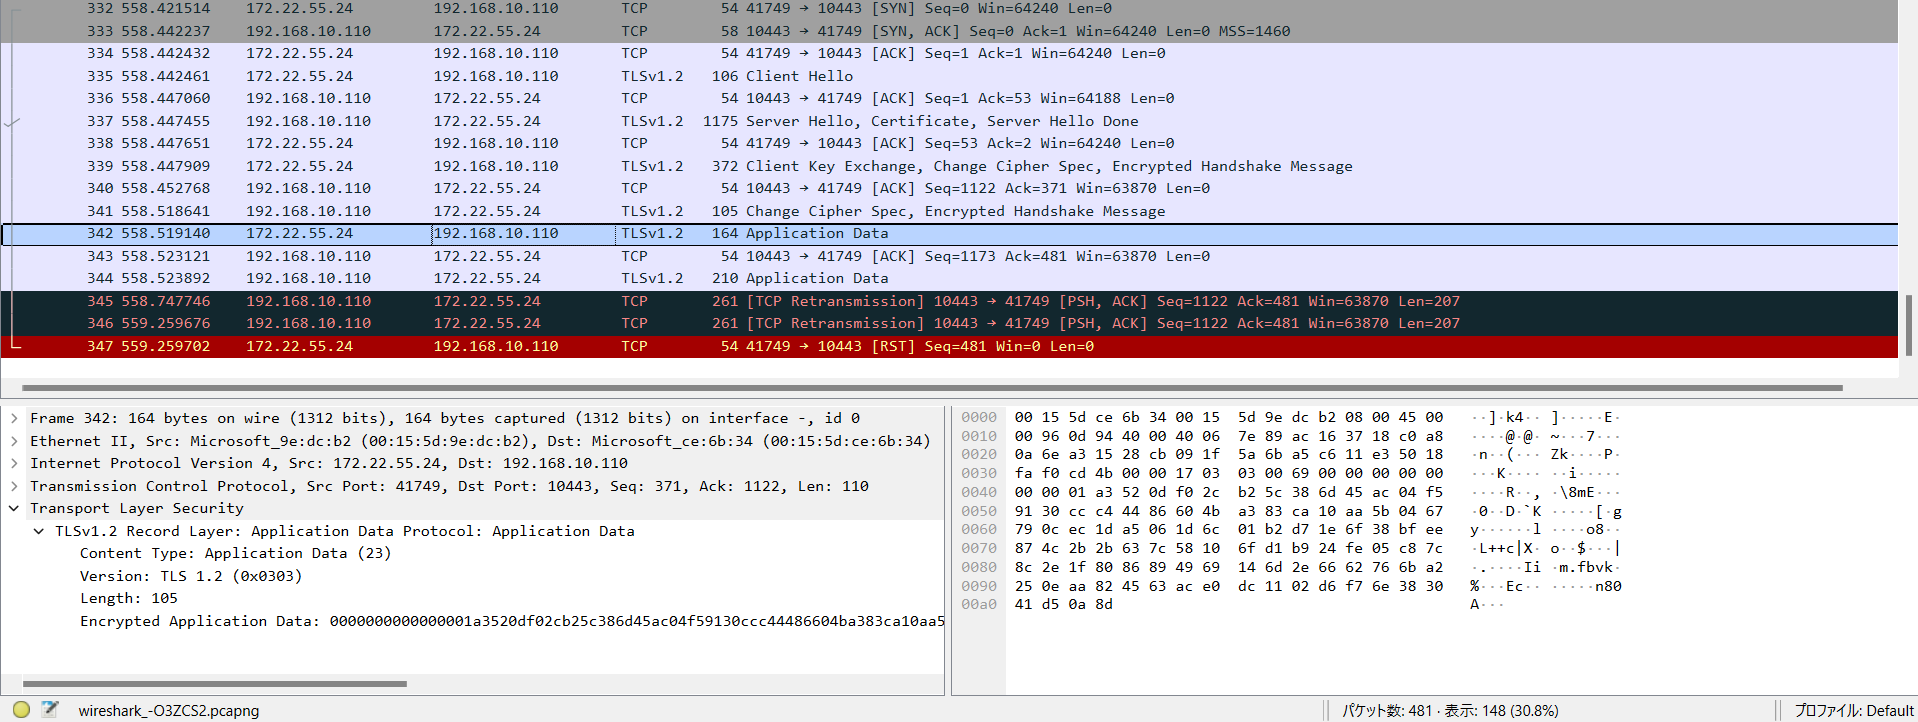 332 558.421514 172.22.55.24 192.168.10.110 TCP 54 41749 → 10443 [SYN] Seq=0 Win=64240 Len=0
333 558.442237 192.168.10.110 172.22.55.24 TCP 58 10443 → 41749 [SYN, ACK] Seq=0 Ack=1 Win=64240 Len=0 MSS=1460
334 558.442432 172.22.55.24 192.168.10.110 TCP 54 41749 → 10443 [ACK] Seq=1 Ack=1 Win=64240 Len=0
335 558.442461 172.22.55.24 192.168.10.110 TLSv1.2 106 Client Hello
336 558.447060 192.168.10.110 172.22.55.24 TCP 54 10443 → 41749 [ACK] Seq=1 Ack=53 Win=64188 Len=0
337 558.447455 192.168.10.110 172.22.55.24 TLSv1.2 1175 Server Hello, Certificate, Server Hello Done
338 558.447651 172.22.55.24 192.168.10.110 TCP 54 41749 → 10443 [ACK] Seq=53 Ack=2 Win=64240 Len=0
339 558.447909 172.22.55.24 192.168.10.110 TLSv1.2 372 Client Key Exchange, Change Cipher Spec, Encrypted Handshake Message
340 558.452768 192.168.10.110 172.22.55.24 TCP 54 10443 → 41749 [ACK] Seq=1122 Ack=371 Win=63870 Len=0
341 558.518641 192.168.10.110 172.22.55.24 TLSv1.2 105 Change Cipher Spec, Encrypted Handshake Message
342 558.519140 172.22.55.24 192.168.10.110 TLSv1.2 164 Application Data
343 558.523121 192.168.10.110 172.22.55.24 TCP 54 10443 → 41749 [ACK] Seq=1173 Ack=481 Win=63870 Len=0
344 558.523892 192.168.10.110 172.22.55.24 TLSv1.2 210 Application Data
345 558.747746 192.168.10.110 172.22.55.24 TCP 261 [TCP Retransmission] 10443 → 41749 [PSH, ACK] Seq=1122 Ack=481 Win=63870 Len=207
346 559.259676 192.168.10.110 172.22.55.24 TCP 261 [TCP Retransmission] 10443 → 41749 [PSH, ACK] Seq=1122 Ack=481 Win=63870 Len=207
347 559.259702 172.22.55.24 192.168.10.110 TCP 54 41749 → 10443 [RST] Seq=481 Win=0 Len=0
Frame 342: 164 bytes on wire (1312 bits), 164 bytes captured (1312 bits) on interface -, id 0
Ethernet II, Src: Microsoft_9e:dc:b2 (00:15:5d:9e:dc:b2), Dst: Microsoft_ce:6b:34 (00:15:5d:ce:6b:34)
Internet Protocol Version 4, Src: 172.22.55.24, Dst: 192.168.10.110
Transmission Control Protocol, Src Port: 41749, Dst Port: 10443, Seq: 371, Ack: 1122, Len: 110
Transport Layer Security
TLSv1.2 Record Layer: Application Data Protocol: Application Data
Content Type: Application Data (23)
Version: TLS 1.2 (0x0303)
Length: 105
Encrypted Application Data: 0000000000000001a3520df02cb25c386d45ac04f59130ccc44486604ba383ca10aa5
0000 00 15 5d ce 6b 34 00 15 5d 9e dc b2 08 00 45 00 ··]·k4·· ]·····E·
0010 00 96 0d 94 40 00 40 06 7e 89 ac 16 37 18 c0 a8 ····@·@· ~···7···
0020 0a 6e a3 15 28 cb 09 1f 5a 6b a5 c6 11 e3 50 18 ·n··(··· Zk····P·
0030 fa f0 cd 4b 00 00 17 03 03 00 69 00 00 00 00 00 ···K···· ··i·····
0040 00 00 01 a3 52 0d f0 2c b2 5c 38 6d 45 ac 04 f5 ····R··, ·\8mE···
0050 91 30 cc c4 44 86 60 4b a3 83 ca 10 aa 5b 04 67 ·0··D·`K ·····[·g
0060 79 0c ec 1d a5 06 1d 6c 01 b2 d7 1e 6f 38 bf ee y······l ····o8··
0070 87 4c 2b 2b 63 7c 58 10 6f d1 b9 24 fe 05 c8 7c ·L++c|X· o··$···|
0080 8c 2e 1f 80 86 89 49 69 14 6d 2e 66 62 76 6b a2 ·.····Ii ·m.fbvk·
0090 25 0e aa 82 45 63 ac e0 dc 11 02 d6 f7 6e 38 30 %···Ec·· ·····n80
00a0 41 d5 0a 8d A···
wireshark_-O3ZCS2.pcapng パケット数: 481 · 表示: 148 (30.8%) プロファイル: Default